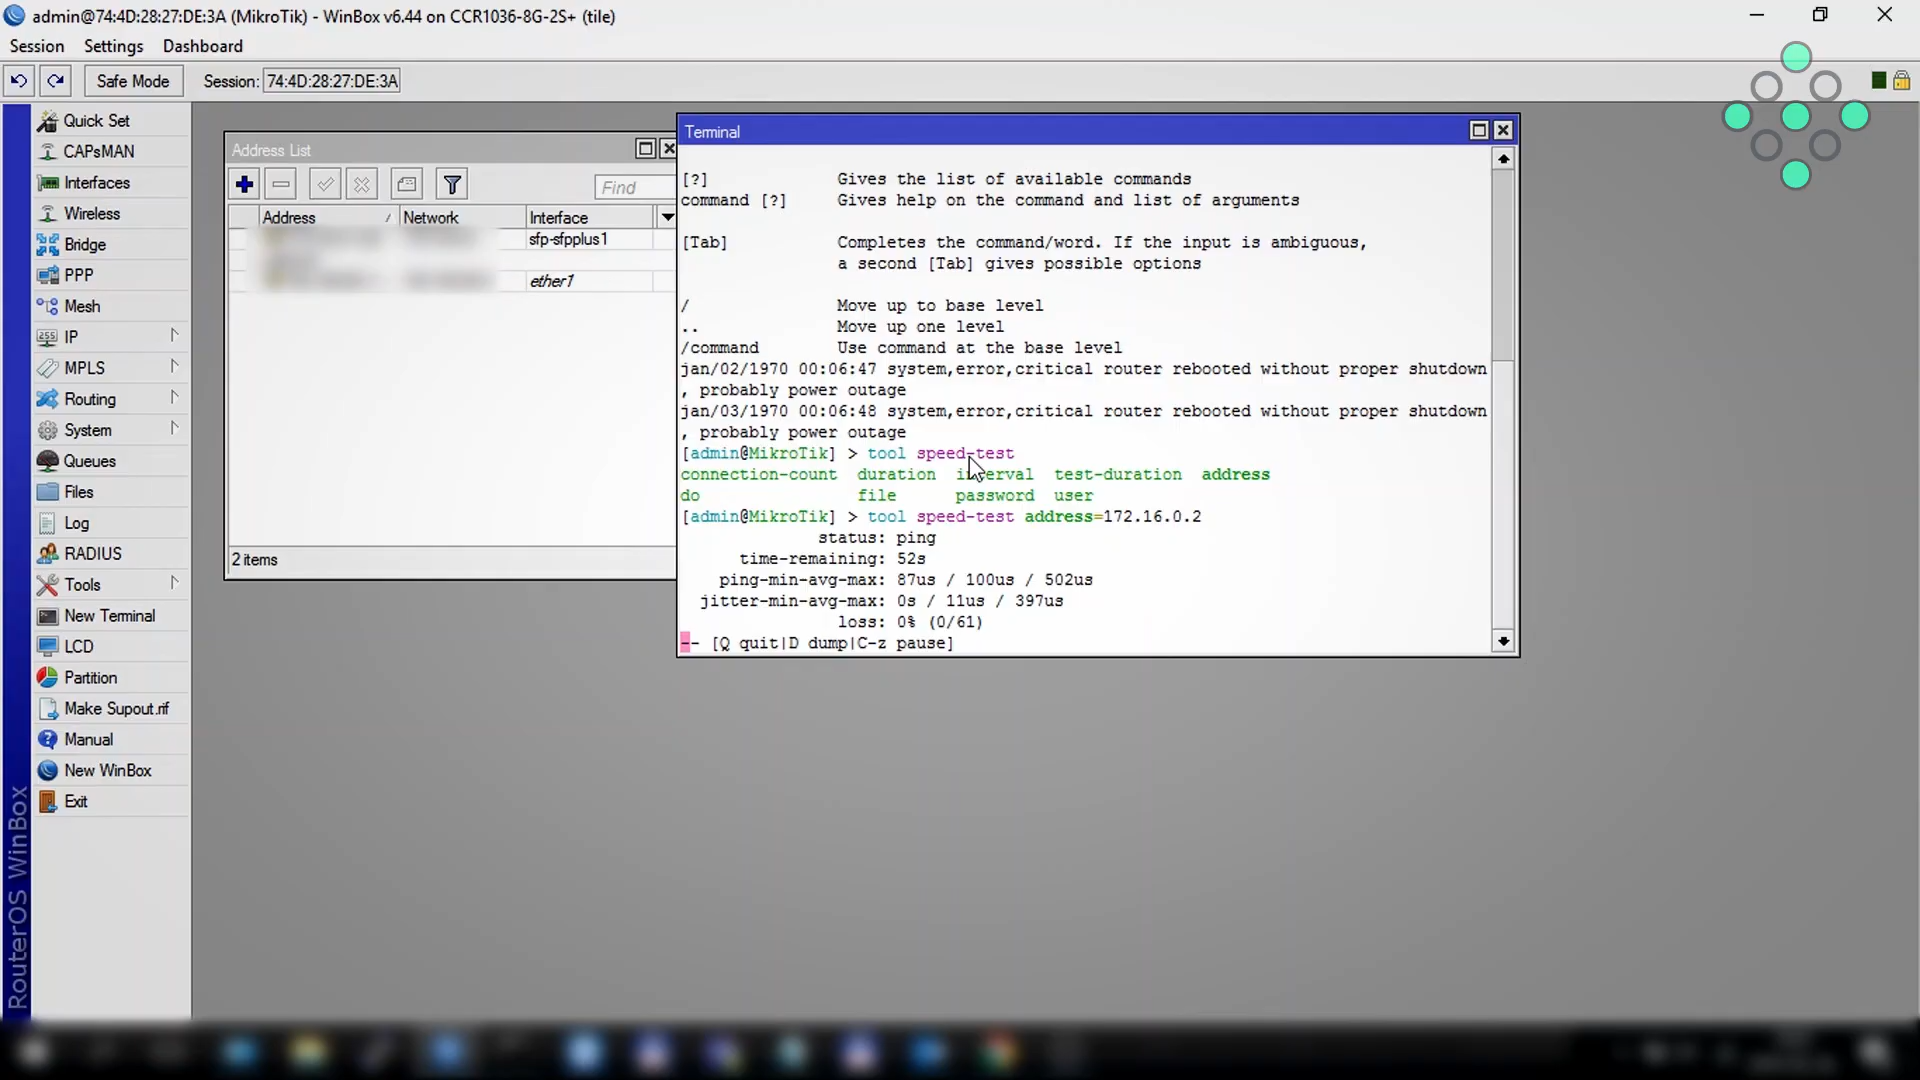 admin@74:4D:28:27:DE:3A (MikroTik) - WinBox v6.44 on CCR1036-8G-2S+ (tile)
Session Settings Dashboard
Safe Mode Session: 74:4D:28:27:DE:3A
Quick Set
CAPsMAN
Interfaces
Wireless
Bridge
PPP
Mesh
IP
MPLS
Routing
System
Queues
Files
Log
RADIUS
Tools
New Terminal
LCD
Partition
Make Supout.rif
Manual
New WinBox
Exit
RouterOS WinBox
Address List
Find
Address Network Interface
sfp-sfpplus1
ether1
2 items
Terminal
[?] Gives the list of available commands
command [?] Gives help on the command and list of arguments
[Tab] Completes the command/word. If the input is ambiguous,
a second [Tab] gives possible options
/ Move up to base level
.. Move up one level
/command Use command at the base level
jan/02/1970 00:06:47 system,error,critical router rebooted without proper shutdown
, probably power outage
jan/03/1970 00:06:48 system,error,critical router rebooted without proper shutdown
, probably power outage
[admin@MikroTik] > tool speed-test
connection-count duration interval test-duration address
do file password user
[admin@MikroTik] > tool speed-test address=172.16.0.2
status: ping
time-remaining: 52s
ping-min-avg-max: 87us / 100us / 502us
jitter-min-avg-max: 0s / 11us / 397us
loss: 0% (0/61)
-- [Q quit|D dump|C-z pause]